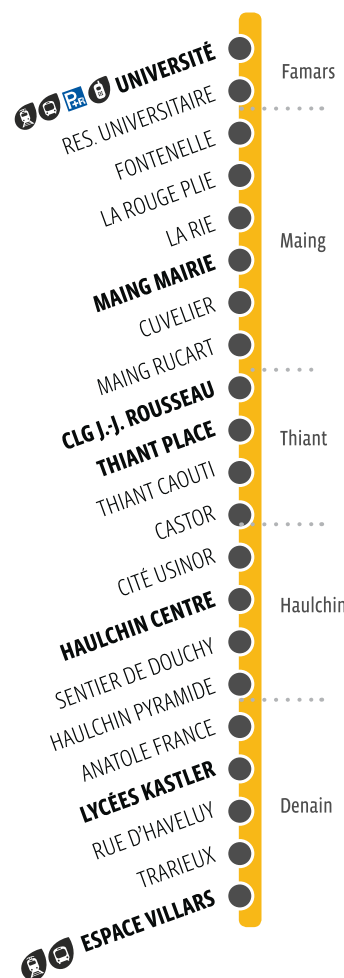 P+R UNIVERSITÉ
RES. UNIVERSITAIRE
FONTENELLE
LA ROUGE PLIE
LA RIE
MAING MAIRIE
CUVELIER
MAING RUCART
CLG J.-J. ROUSSEAU
THIANT PLACE
THIANT CAOUTI
CASTOR
CITÉ USINOR
HAULCHIN CENTRE
SENTIER DE DOUCHY
HAULCHIN PYRAMIDE
ANATOLE FRANCE
LYCÉES KASTLER
RUE D'HAVELUY
TRARIEUX
ESPACE VILLARS
Famars
Maing
Thiant
Haulchin
Denain